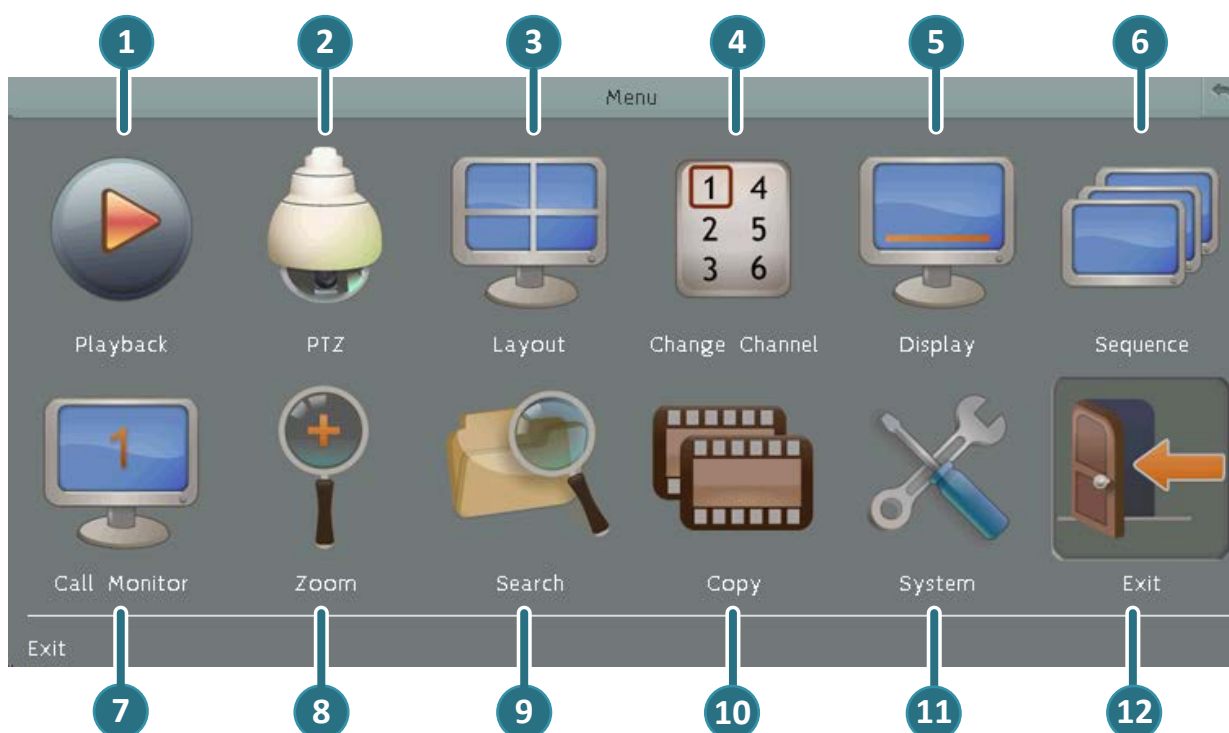 1 2 3 4 5 6
Menu
1 4
2 5
3 6
Playback PTZ Layout Change Channel Display Sequence
1
Call Monitor Zoom Search Copy System Exit
Exit
7 8 9 10 11 12